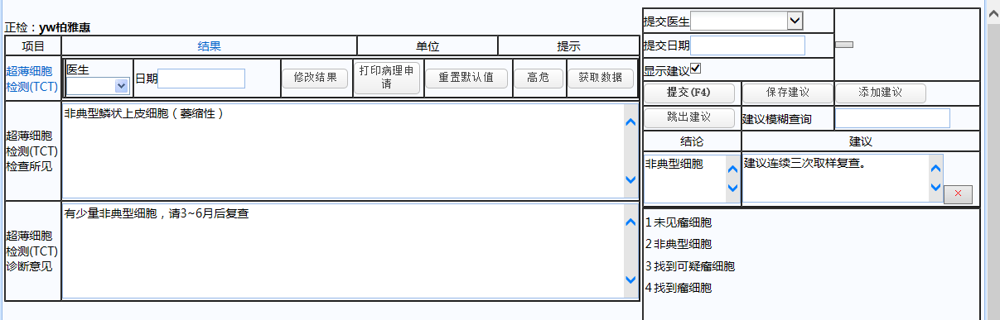 正检：yw柏雅惠
项目 结果 单位 提示
超薄细胞
检测(TCT)
医生
日期
修改结果
打印病理申
请
重置默认值
高危
获取数据
超薄细胞
检测(TCT)
检查所见
非典型鳞状上皮细胞（萎缩性）
超薄细胞
检测(TCT)
诊断意见
有少量非典型细胞，请3~6月后复查
提交医生
提交日期
显示建议
提交(F4) 保存建议 添加建议
跳出建议 建议模糊查询
结论 建议
非典型细胞 建议连续三次取样复查。
×
1 未见瘤细胞
2 非典型细胞
3 找到可疑瘤细胞
4 找到瘤细胞